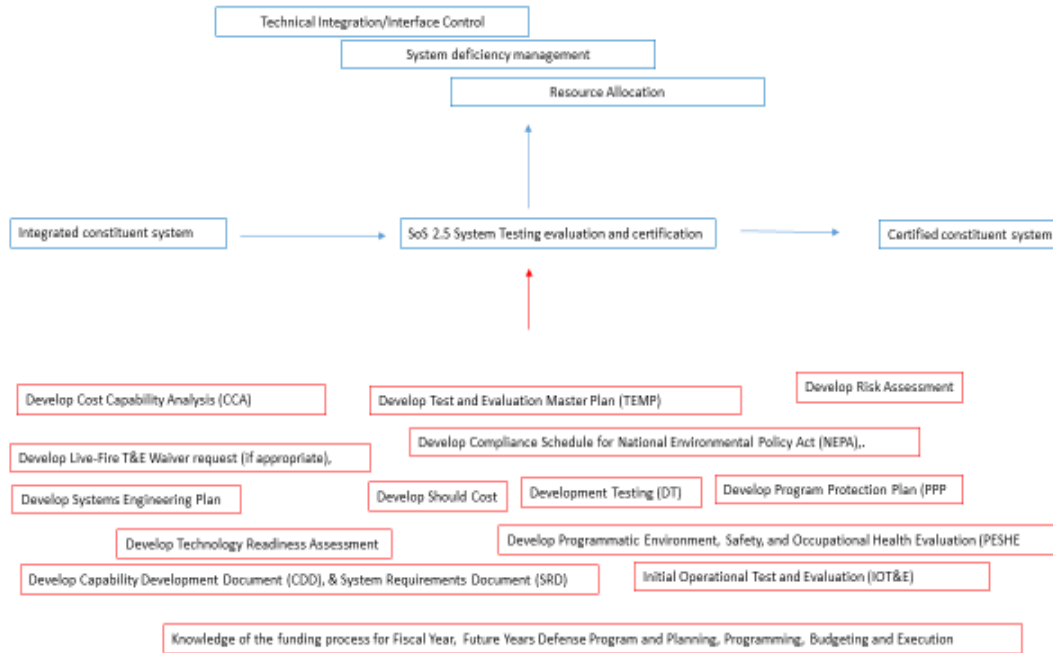 Technical Integration/Interface Control
System deficiency management
Resource Allocation
Integrated constituent system
SoS 2.5 System Testing evaluation and certification
Certified constituent system
Develop Cost Capability Analysis (CCA)
Develop Test and Evaluation Master Plan (TEMP)
Develop Risk Assessment
Develop Live-Fire T&E Waiver request (if appropriate),
Develop Compliance Schedule for National Environmental Policy Act (NEPA),.
Develop Systems Engineering Plan
Develop Should Cost
Development Testing (DT)
Develop Program Protection Plan (PPP
Develop Technology Readiness Assessment
Develop Programmatic Environment, Safety, and Occupational Health Evaluation (PESHE
Develop Capability Development Document (CDD), & System Requirements Document (SRD)
Initial Operational Test and Evaluation (IOT&E)
Knowledge of the funding process for Fiscal Year, Future Years Defense Program and Planning, Programming, Budgeting and Execution